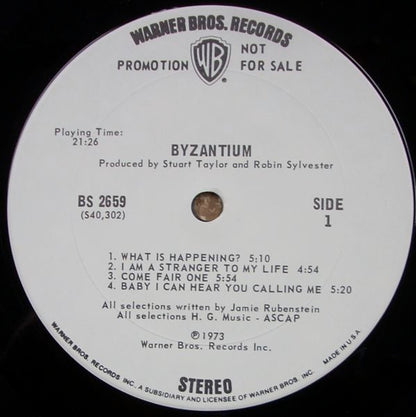 WARNER BROS. RECORDS
PROMOTION NOT FOR SALE
WB
®
Playing Time:
21:26
BYZANTIUM
Produced by Stuart Taylor and Robin Sylvester
BS 2659
(S40,302)
SIDE
1
1. WHAT IS HAPPENING? 5:10
2. I AM A STRANGER TO MY LIFE 4:54
3. COME FAIR ONE 5:54
4. BABY I CAN HEAR YOU CALLING ME 5:20
All selections written by Jamie Rubenstein
All selections H. G. Music - ASCAP
℗ 1973
Warner Bros. Records Inc.
STEREO
WARNER BROS. RECORDS INC. A SUBSIDIARY AND LICENSEE OF WARNER BROS. INC.
MADE IN U.S.A.